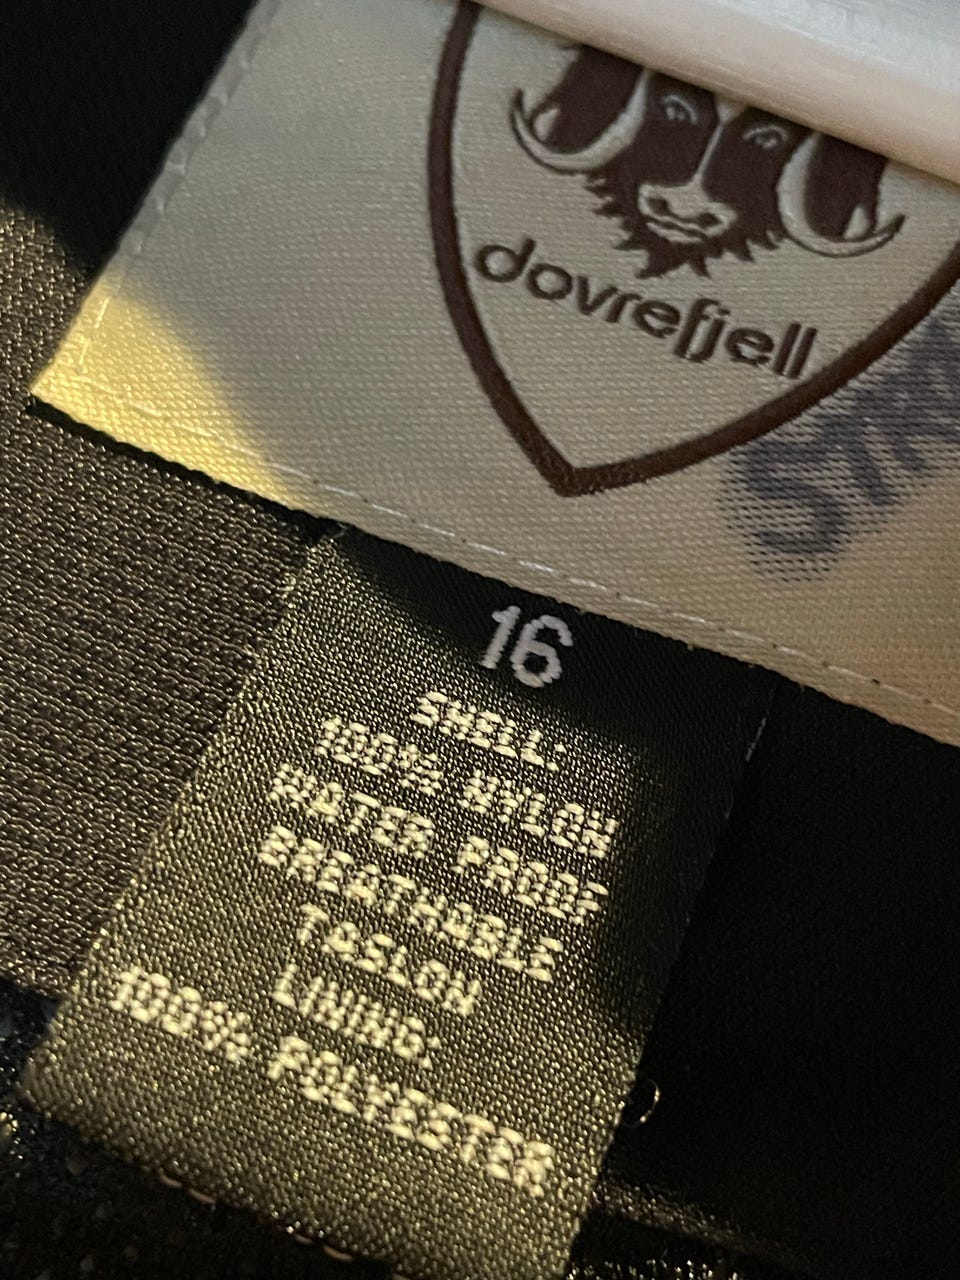 dovrefjell
16
SHELL:
100% NYLON
WATER PROOF
BREATHABLE
TASLON
LINING:
100% POLYESTER